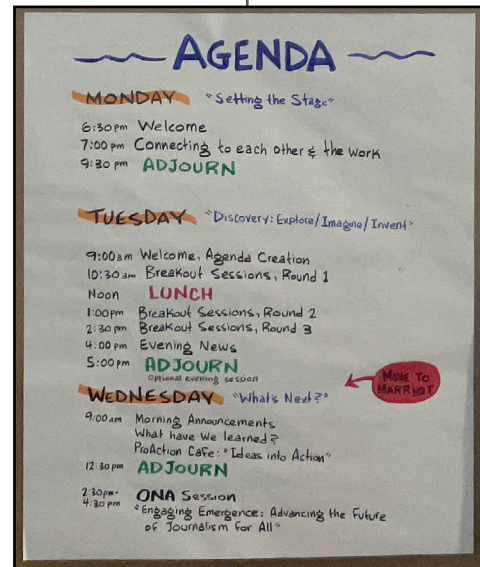 AGENDA
MONDAY "Setting the Stage"
6:30pm Welcome
7:00pm Connecting to each other & the Work
9:30pm ADJOURN
TUESDAY "Discovery: Explore/Imagine/Invent"
9:00am Welcome, Agenda Creation
10:30am Breakout Sessions, Round 1
Noon LUNCH
1:00pm Breakout Sessions, Round 2
2:30pm Breakout Sessions, Round 3
4:00pm Evening News
5:00pm ADJOURN
Optional evening session
MOVE TO
MARRIOT
WEDNESDAY "What's Next?"
9:00am Morning Announcements
What have We learned?
ProAction Cafe: "Ideas into Action"
12:30pm ADJOURN
2:30pm-
4:30pm ONA Session
"Engaging Emergence: Advancing the Future
of Journalism for All"